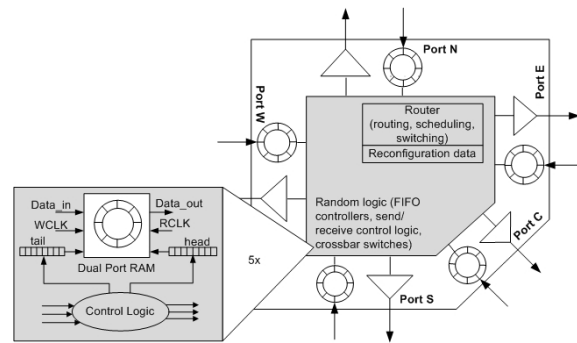 Port N
Port E
Port W
Router
(routing, scheduling,
switching)
Reconfiguration data
Random logic (FIFO
controllers, send/
receive control logic,
crossbar switches)
Port C
Port S
5x
Data_in
Data_out
WCLK
RCLK
tail
head
Dual Port RAM
Control Logic